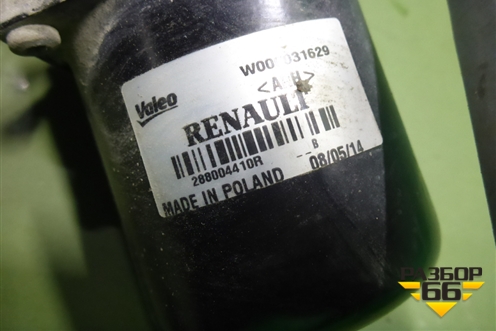 Valeo
W000031629
<A H>
RENAULT
288004410R
B
08/05/14
MADE IN POLAND
РАЗБОР
66